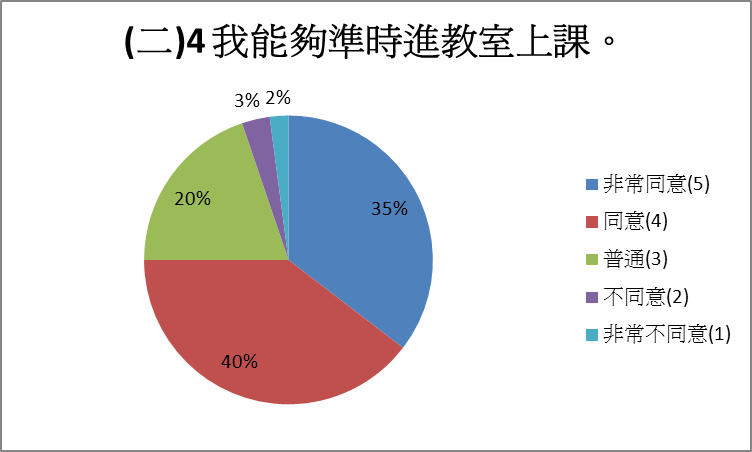 (二)4 我能夠準時進教室上課。
3%
2%
35%
20%
40%
非常同意(5)
同意(4)
普通(3)
不同意(2)
非常不同意(1)